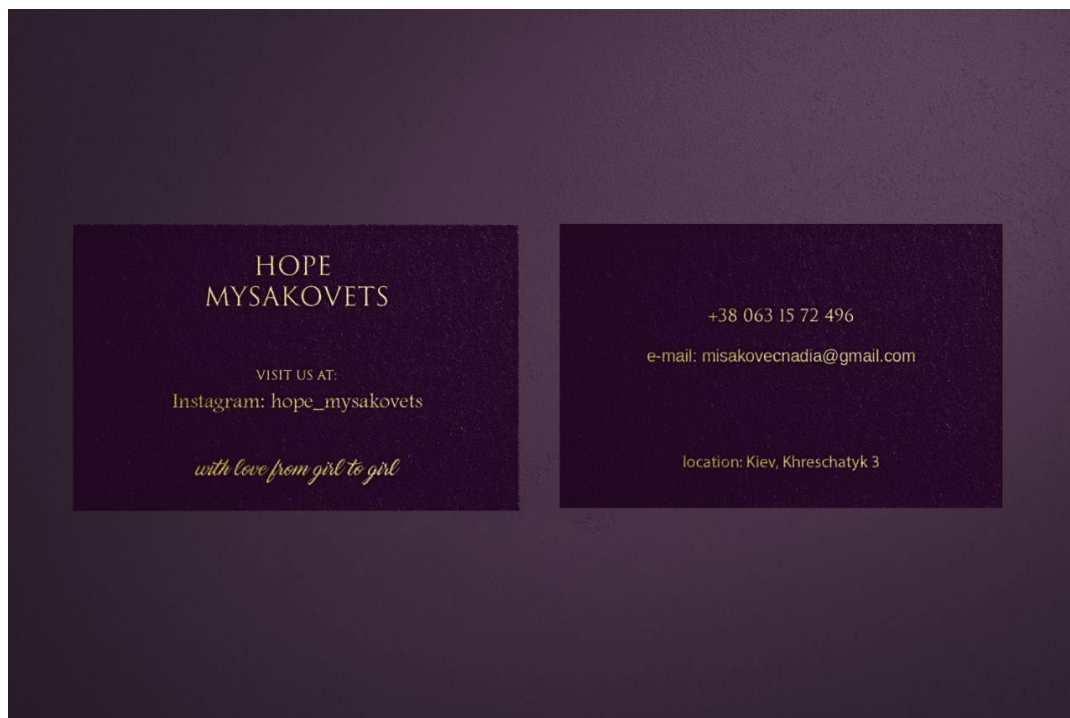 HOPE
MYSAKOVETS
VISIT US AT:
Instagram: hope_mysakovets
with love from girl to girl
+38 063 15 72 496
e-mail: misakovecnadia@gmail.com
location: Kiev, Khreschatyk 3